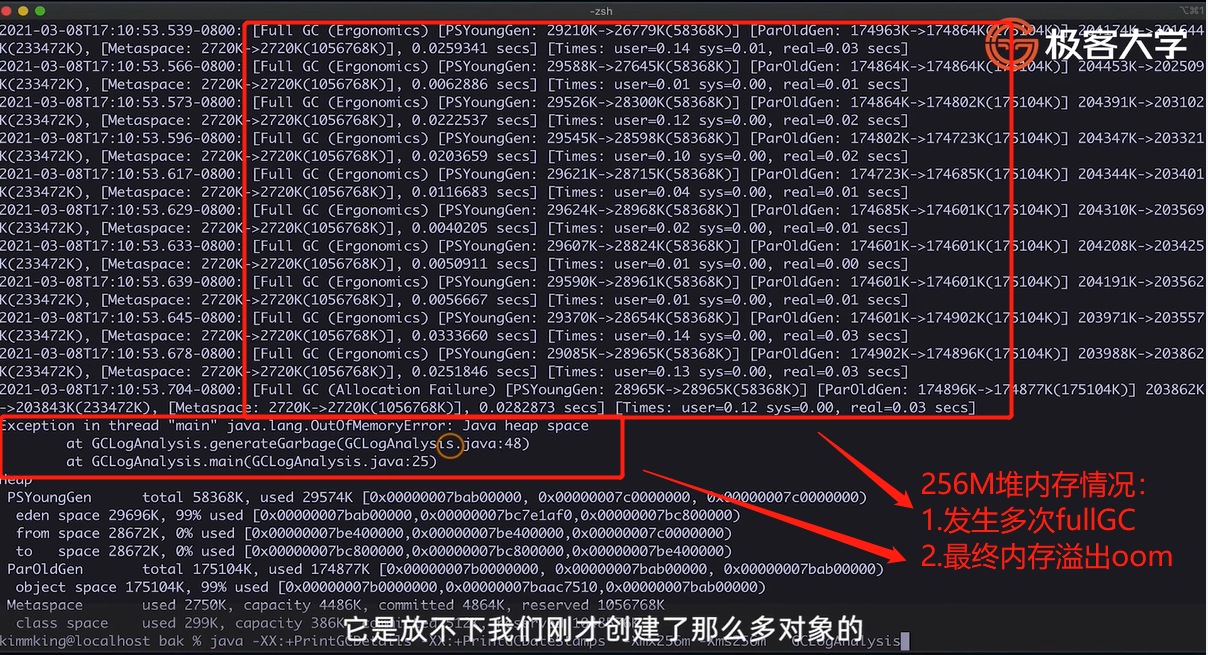 -zsh
⌥⌘1
极客大学
2021-03-08T17:10:53.539-0800: [Full GC (Ergonomics) [PSYoungGen: 29210K->26779K(58368K)] [ParOldGen: 174963K->174864K(175104K)] 204174K->201644
K(233472K), [Metaspace: 2720K->2720K(1056768K)], 0.0259341 secs] [Times: user=0.14 sys=0.01, real=0.03 secs]
2021-03-08T17:10:53.566-0800: [Full GC (Ergonomics) [PSYoungGen: 29588K->27645K(58368K)] [ParOldGen: 174864K->174864K(175104K)] 204453K->202509
K(233472K), [Metaspace: 2720K->2720K(1056768K)], 0.0062886 secs] [Times: user=0.01 sys=0.00, real=0.01 secs]
2021-03-08T17:10:53.573-0800: [Full GC (Ergonomics) [PSYoungGen: 29526K->28300K(58368K)] [ParOldGen: 174864K->174802K(175104K)] 204391K->203102
K(233472K), [Metaspace: 2720K->2720K(1056768K)], 0.0222537 secs] [Times: user=0.12 sys=0.00, real=0.02 secs]
2021-03-08T17:10:53.596-0800: [Full GC (Ergonomics) [PSYoungGen: 29545K->28598K(58368K)] [ParOldGen: 174802K->174723K(175104K)] 204347K->203321
K(233472K), [Metaspace: 2720K->2720K(1056768K)], 0.0203659 secs] [Times: user=0.10 sys=0.00, real=0.02 secs]
2021-03-08T17:10:53.617-0800: [Full GC (Ergonomics) [PSYoungGen: 29621K->28715K(58368K)] [ParOldGen: 174723K->174685K(175104K)] 204344K->203401
K(233472K), [Metaspace: 2720K->2720K(1056768K)], 0.0116683 secs] [Times: user=0.04 sys=0.00, real=0.01 secs]
2021-03-08T17:10:53.629-0800: [Full GC (Ergonomics) [PSYoungGen: 29624K->28968K(58368K)] [ParOldGen: 174685K->174601K(175104K)] 204310K->203569
K(233472K), [Metaspace: 2720K->2720K(1056768K)], 0.0040205 secs] [Times: user=0.02 sys=0.00, real=0.01 secs]
2021-03-08T17:10:53.633-0800: [Full GC (Ergonomics) [PSYoungGen: 29607K->28824K(58368K)] [ParOldGen: 174601K->174601K(175104K)] 204208K->203425
K(233472K), [Metaspace: 2720K->2720K(1056768K)], 0.0050911 secs] [Times: user=0.01 sys=0.00, real=0.00 secs]
2021-03-08T17:10:53.639-0800: [Full GC (Ergonomics) [PSYoungGen: 29590K->28961K(58368K)] [ParOldGen: 174601K->174601K(175104K)] 204191K->203562
K(233472K), [Metaspace: 2720K->2720K(1056768K)], 0.0056667 secs] [Times: user=0.01 sys=0.00, real=0.01 secs]
2021-03-08T17:10:53.645-0800: [Full GC (Ergonomics) [PSYoungGen: 29370K->28654K(58368K)] [ParOldGen: 174601K->174902K(175104K)] 203971K->203557
K(233472K), [Metaspace: 2720K->2720K(1056768K)], 0.0333660 secs] [Times: user=0.14 sys=0.00, real=0.03 secs]
2021-03-08T17:10:53.678-0800: [Full GC (Ergonomics) [PSYoungGen: 29085K->28965K(58368K)] [ParOldGen: 174902K->174896K(175104K)] 203988K->203862
K(233472K), [Metaspace: 2720K->2720K(1056768K)], 0.0251846 secs] [Times: user=0.13 sys=0.00, real=0.03 secs]
2021-03-08T17:10:53.704-0800: [Full GC (Allocation Failure) [PSYoungGen: 28965K->28965K(58368K)] [ParOldGen: 174896K->174877K(175104K)] 203862K
->203843K(233472K), [Metaspace: 2720K->2720K(1056768K)], 0.0282873 secs] [Times: user=0.12 sys=0.00, real=0.03 secs]
Exception in thread "main" java.lang.OutOfMemoryError: Java heap space
at GCLogAnalysis.generateGarbage(GCLogAnalysis.java:48)
at GCLogAnalysis.main(GCLogAnalysis.java:25)
Heap
PSYoungGen total 58368K, used 29574K [0x00000007bab00000, 0x00000007c0000000, 0x00000007c0000000)
eden space 29696K, 99% used [0x00000007bab00000,0x00000007bc7e1af0,0x00000007bc800000)
from space 28672K, 0% used [0x00000007be400000,0x00000007be400000,0x00000007c0000000)
to space 28672K, 0% used [0x00000007bc800000,0x00000007bc800000,0x00000007be400000)
ParOldGen total 175104K, used 174877K [0x00000007b0000000, 0x00000007bab00000, 0x00000007bab00000)
object space 175104K, 99% used [0x00000007b0000000,0x00000007baac7510,0x00000007bab00000)
Metaspace used 2750K, capacity 4486K, committed 4864K, reserved 1056768K
class space used 299K, capacity 386K
kimmking@localhost bak % java -XX:+PrintGCDetails -XX:+PrintGCDateStamps -Xmx256m -Xms256m GCLogAnalysis
256M堆内存情况：
1.发生多次fullGC
2.最终内存溢出oom
它是放不下我们刚才创建了那么多对象的